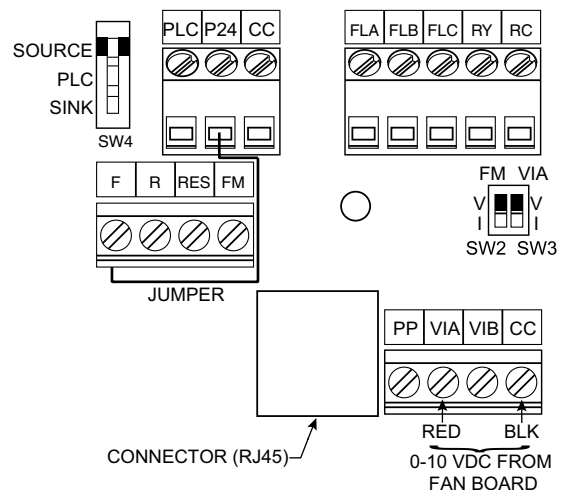 PLC P24 CC
FLA FLB FLC RY RC
SOURCE
PLC
SINK
SW4
F R RES FM
JUMPER
FM VIA
V V
I I
SW2 SW3
PP VIA VIB CC
RED BLK
CONNECTOR (RJ45)
0-10 VDC FROM
FAN BOARD